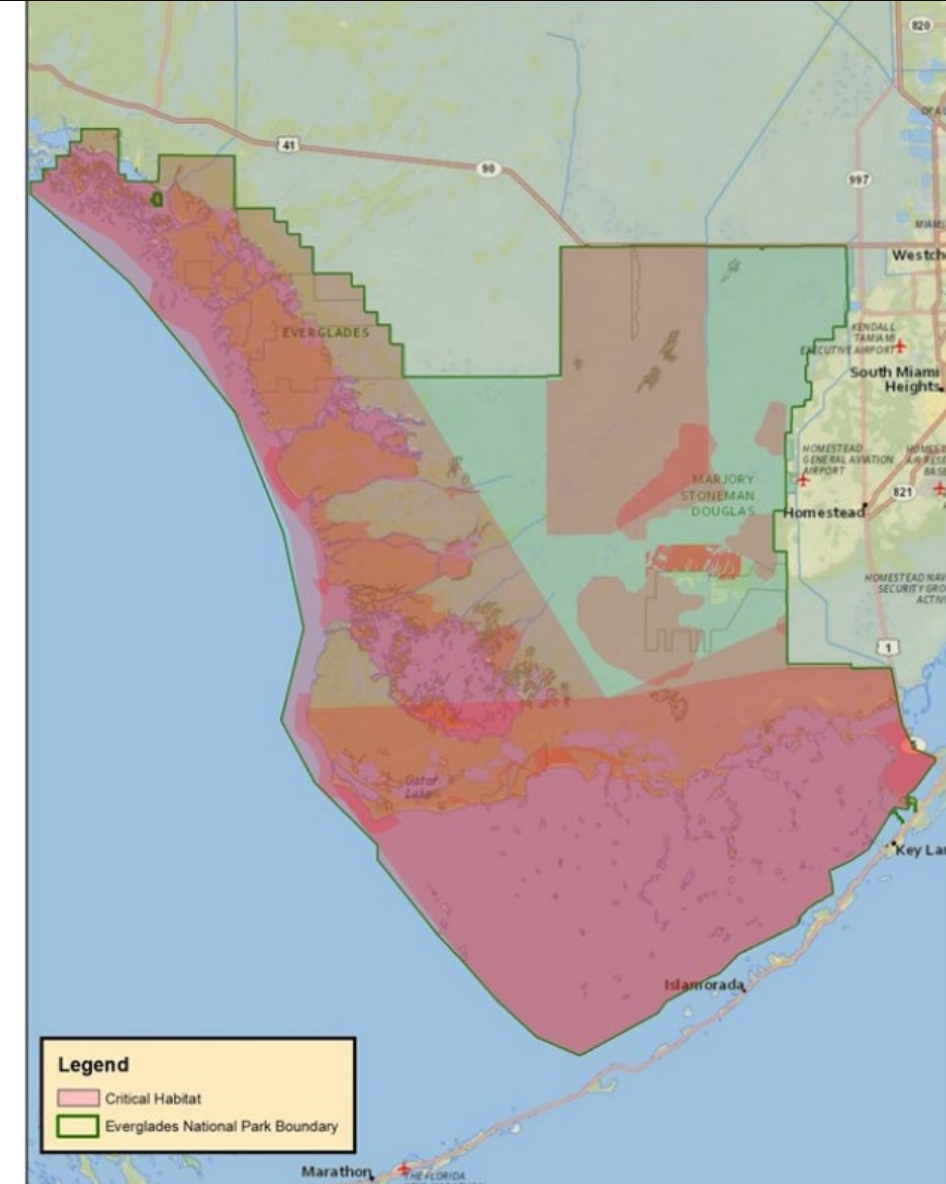 820
41
90
997
Westch
KENDALL
TAMIAMI
EXECUTIVE AIRPORT
EVERGLADES
South Miami
Heights
HOMESTEAD
GENERAL AVIATION
AIRPORT
MARJORY
STONEMAN
DOUGLAS
821
Homestead
HOMESTEAD NAV
SECURITY GRO
ACTIV
1
Gator
Lake
Key Lar
Islamorada
Legend
Critical Habitat
Everglades National Park Boundary
Marathon
THE FLORIDA